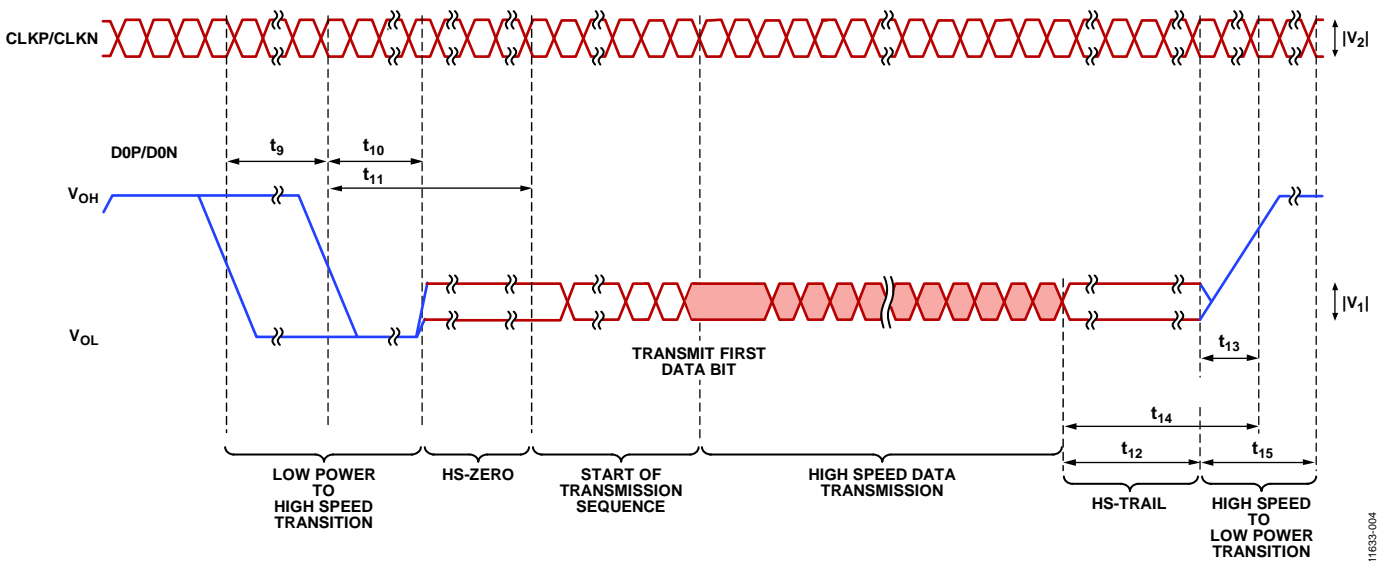 CLKP/CLKN
|V2|
D0P/D0N
t9
t10
t11
VOH
VOL
|V1|
TRANSMIT FIRST
DATA BIT
t13
t14
t12
t15
LOW POWER
TO
HIGH SPEED
TRANSITION
HS-ZERO
START OF
TRANSMISSION
SEQUENCE
HIGH SPEED DATA
TRANSMISSION
HS-TRAIL
HIGH SPEED
TO
LOW POWER
TRANSITION
11633-004